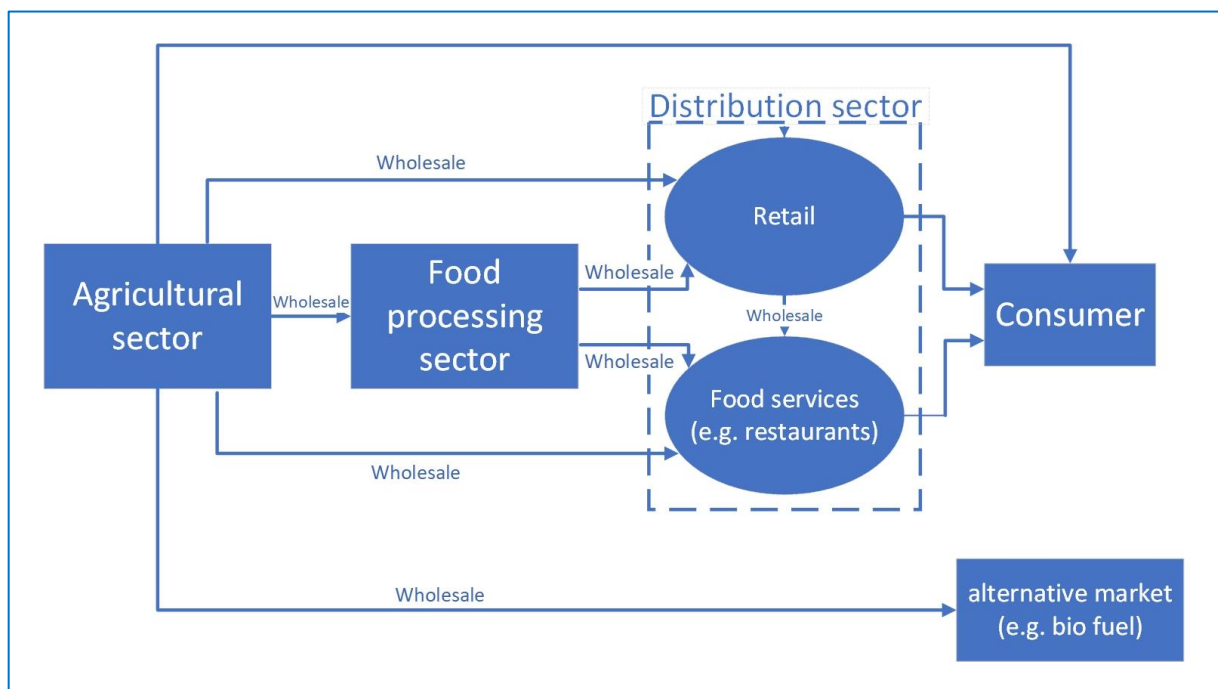 Distribution sector
Wholesale
Retail
Agricultural
sector
Wholesale
Food
processing
sector
Wholesale
Wholesale
Wholesale
Consumer
Food services
(e.g. restaurants)
Wholesale
Wholesale
alternative market
(e.g. bio fuel)